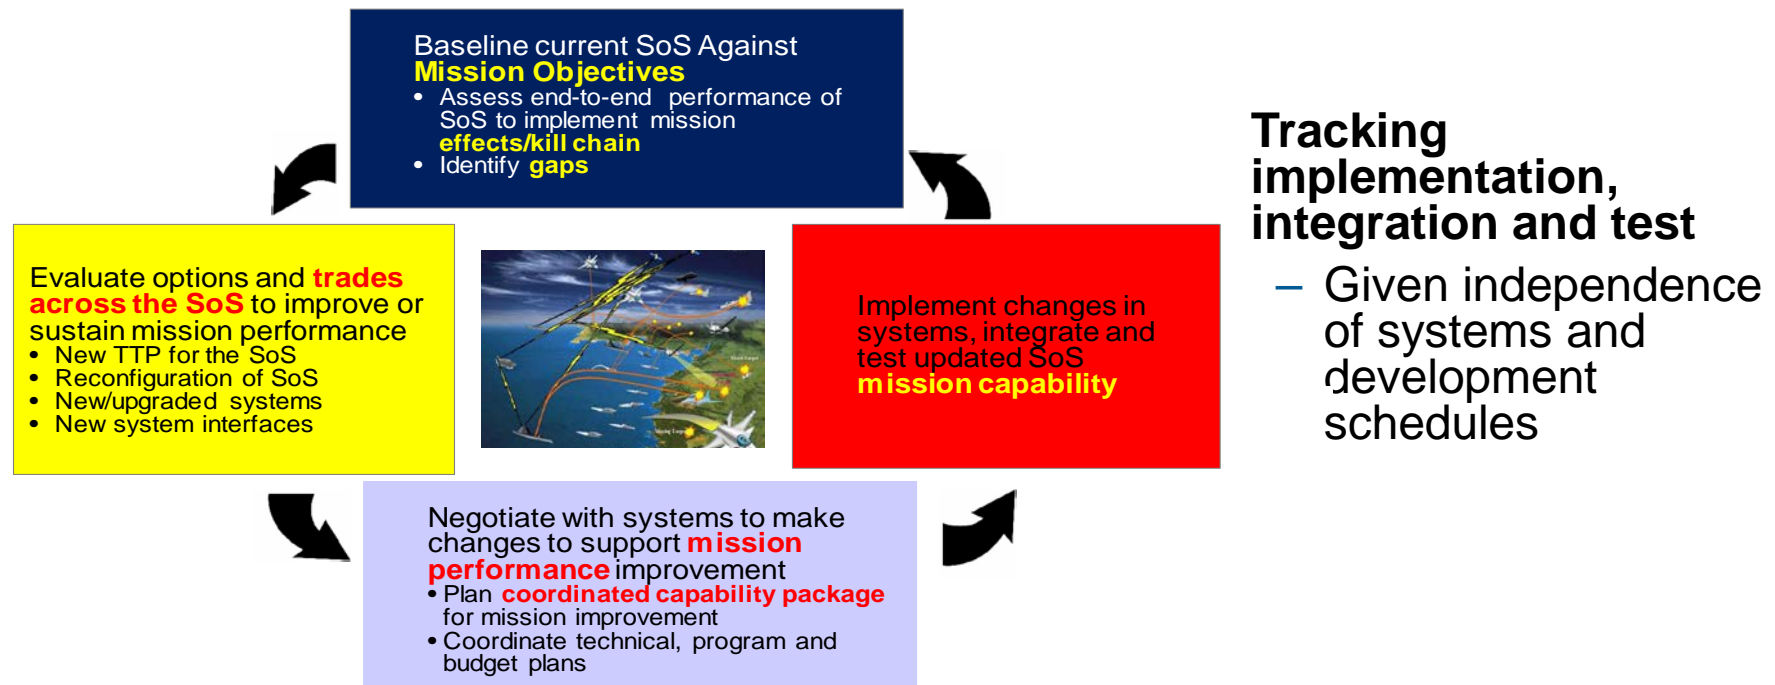 Baseline current SoS Against
Mission Objectives
• Assess end-to-end performance of
SoS to implement mission
effects/kill chain
• Identify gaps
Evaluate options and trades
across the SoS to improve or
sustain mission performance
• New TTP for the SoS
• Reconfiguration of SoS
• New/upgraded systems
• New system interfaces
Implement changes in
systems, integrate and
test updated SoS
mission capability
Negotiate with systems to make
changes to support mission
performance improvement
• Plan coordinated capability package
for mission improvement
• Coordinate technical, program and
budget plans
Tracking
implementation,
integration and test
– Given independence
of systems and
development
schedules